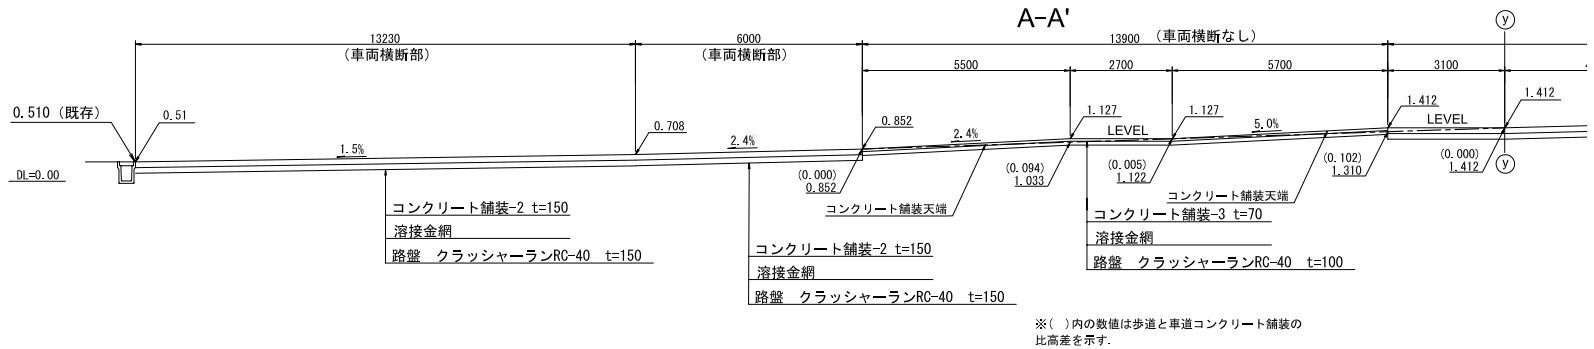 A-A'
y
13230
(車両横断部)
6000
(車両横断部)
13900 (車両横断なし)
5500
2700
5700
3100
0.510 (既存)
0.51
0.708
0.852
1.127
1.127
1.412
1.412
1.5%
2.4%
2.4%
LEVEL
5.0%
LEVEL
DL=0.00
(0.000)
0.852
(0.094)
1.033
(0.005)
1.122
(0.102)
1.310
(0.000)
1.412
y
コンクリート舗装天端
コンクリート舗装天端
コンクリート舗装-2 t=150
溶接金網
路盤 クラッシャーランRC-40 t=150
コンクリート舗装-2 t=150
溶接金網
路盤 クラッシャーランRC-40 t=150
コンクリート舗装-3 t=70
溶接金網
路盤 クラッシャーランRC-40 t=100
※( )内の数値は歩道と車道コンクリート舗装の
比高差を示す.